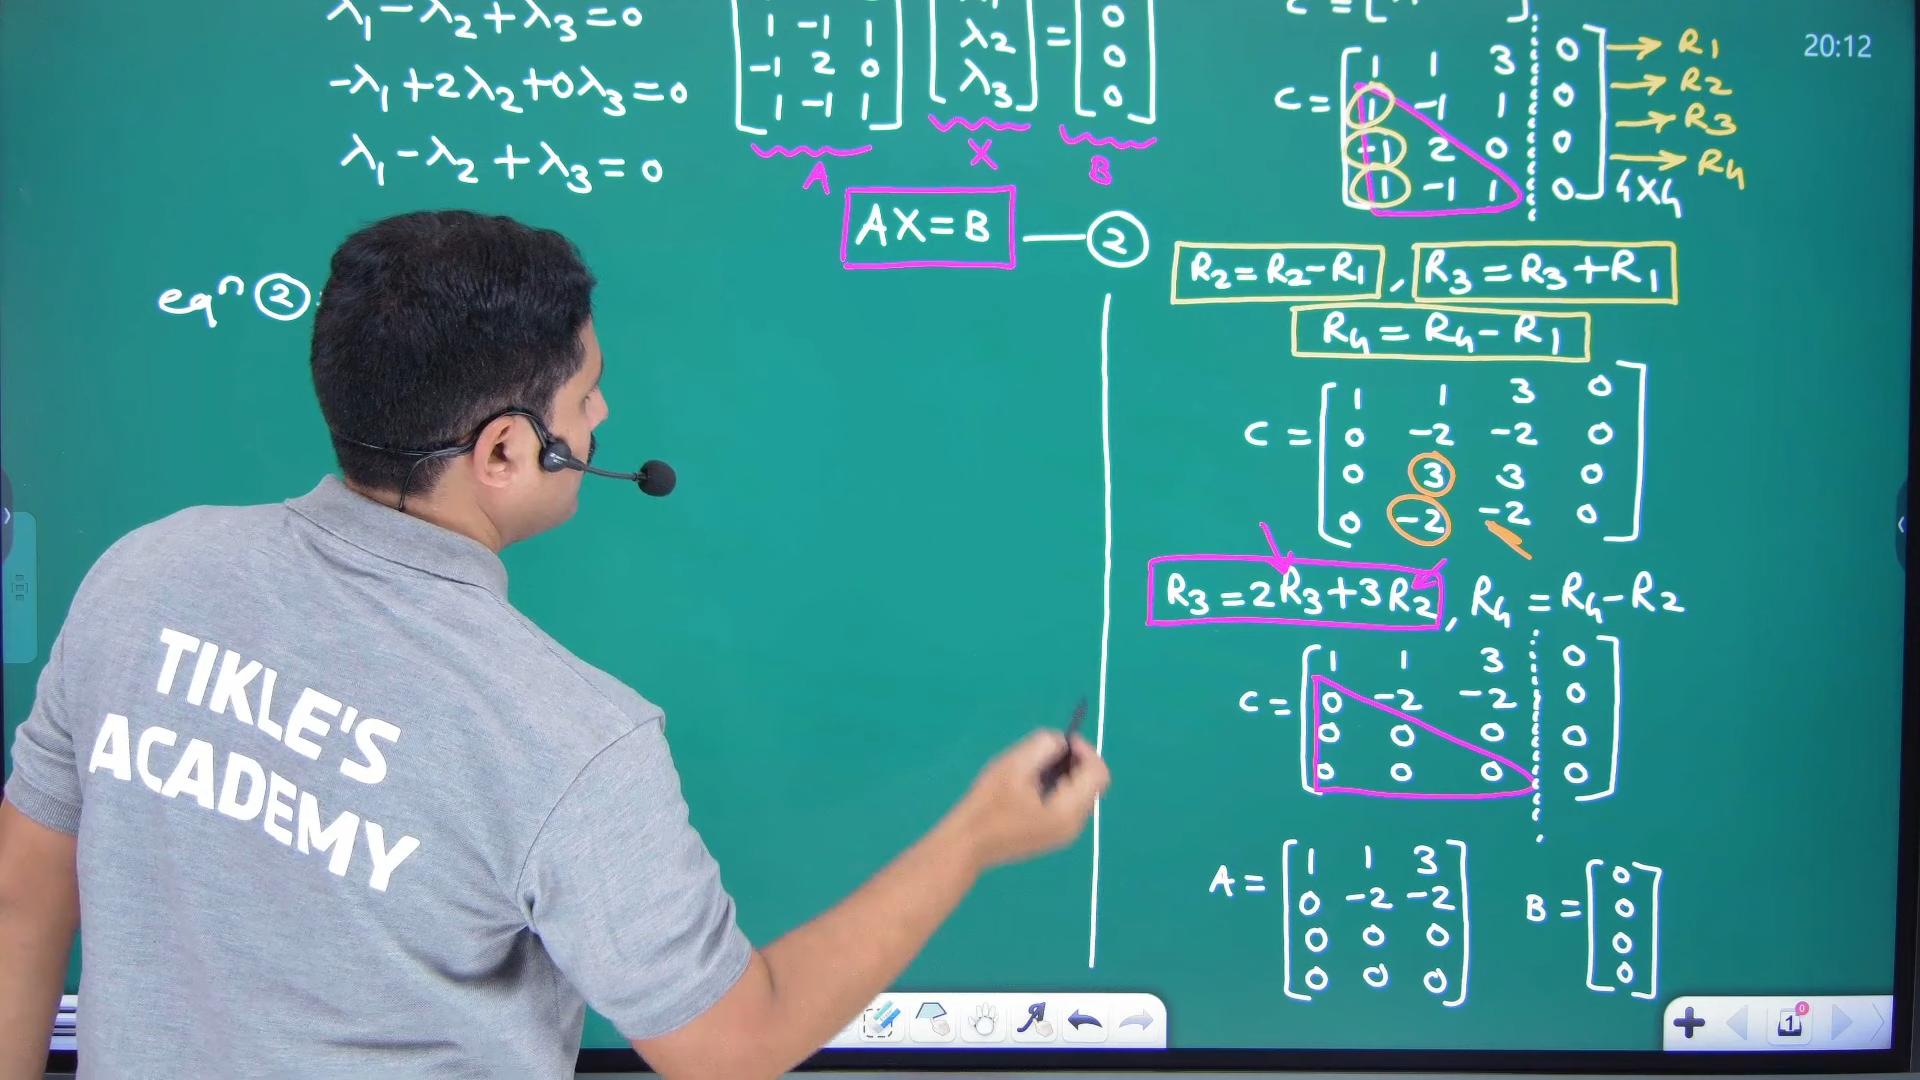 λ1-λ2+λ3=0
-λ1+2λ2+0λ3=0
λ1-λ2+λ3=0
1 -1 1 λ2 = 0
-1 2 0 λ3 0
1 -1 1 0
A X B
AX=B — ②
eqⁿ ②
1 1 3 0 → R1
C = 1 -1 1 0 → R2
-1 2 0 0 → R3
1 -1 1 0 → R4
4X4
R2=R2-R1, R3=R3+R1
R4=R4-R1
1 1 3 0
C = 0 -2 -2 0
0 3 3 0
0 -2 -2 0
R3=2R3+3R2, R4=R4-R2
1 1 3 0
C = 0 -2 -2 0
0 0 0 0
0 0 0 0
A = 1 1 3
0 -2 -2
0 0 0
0 0 0
B = 0
0
0
0
20:12
TIKLE'S
ACADEMY
1
0